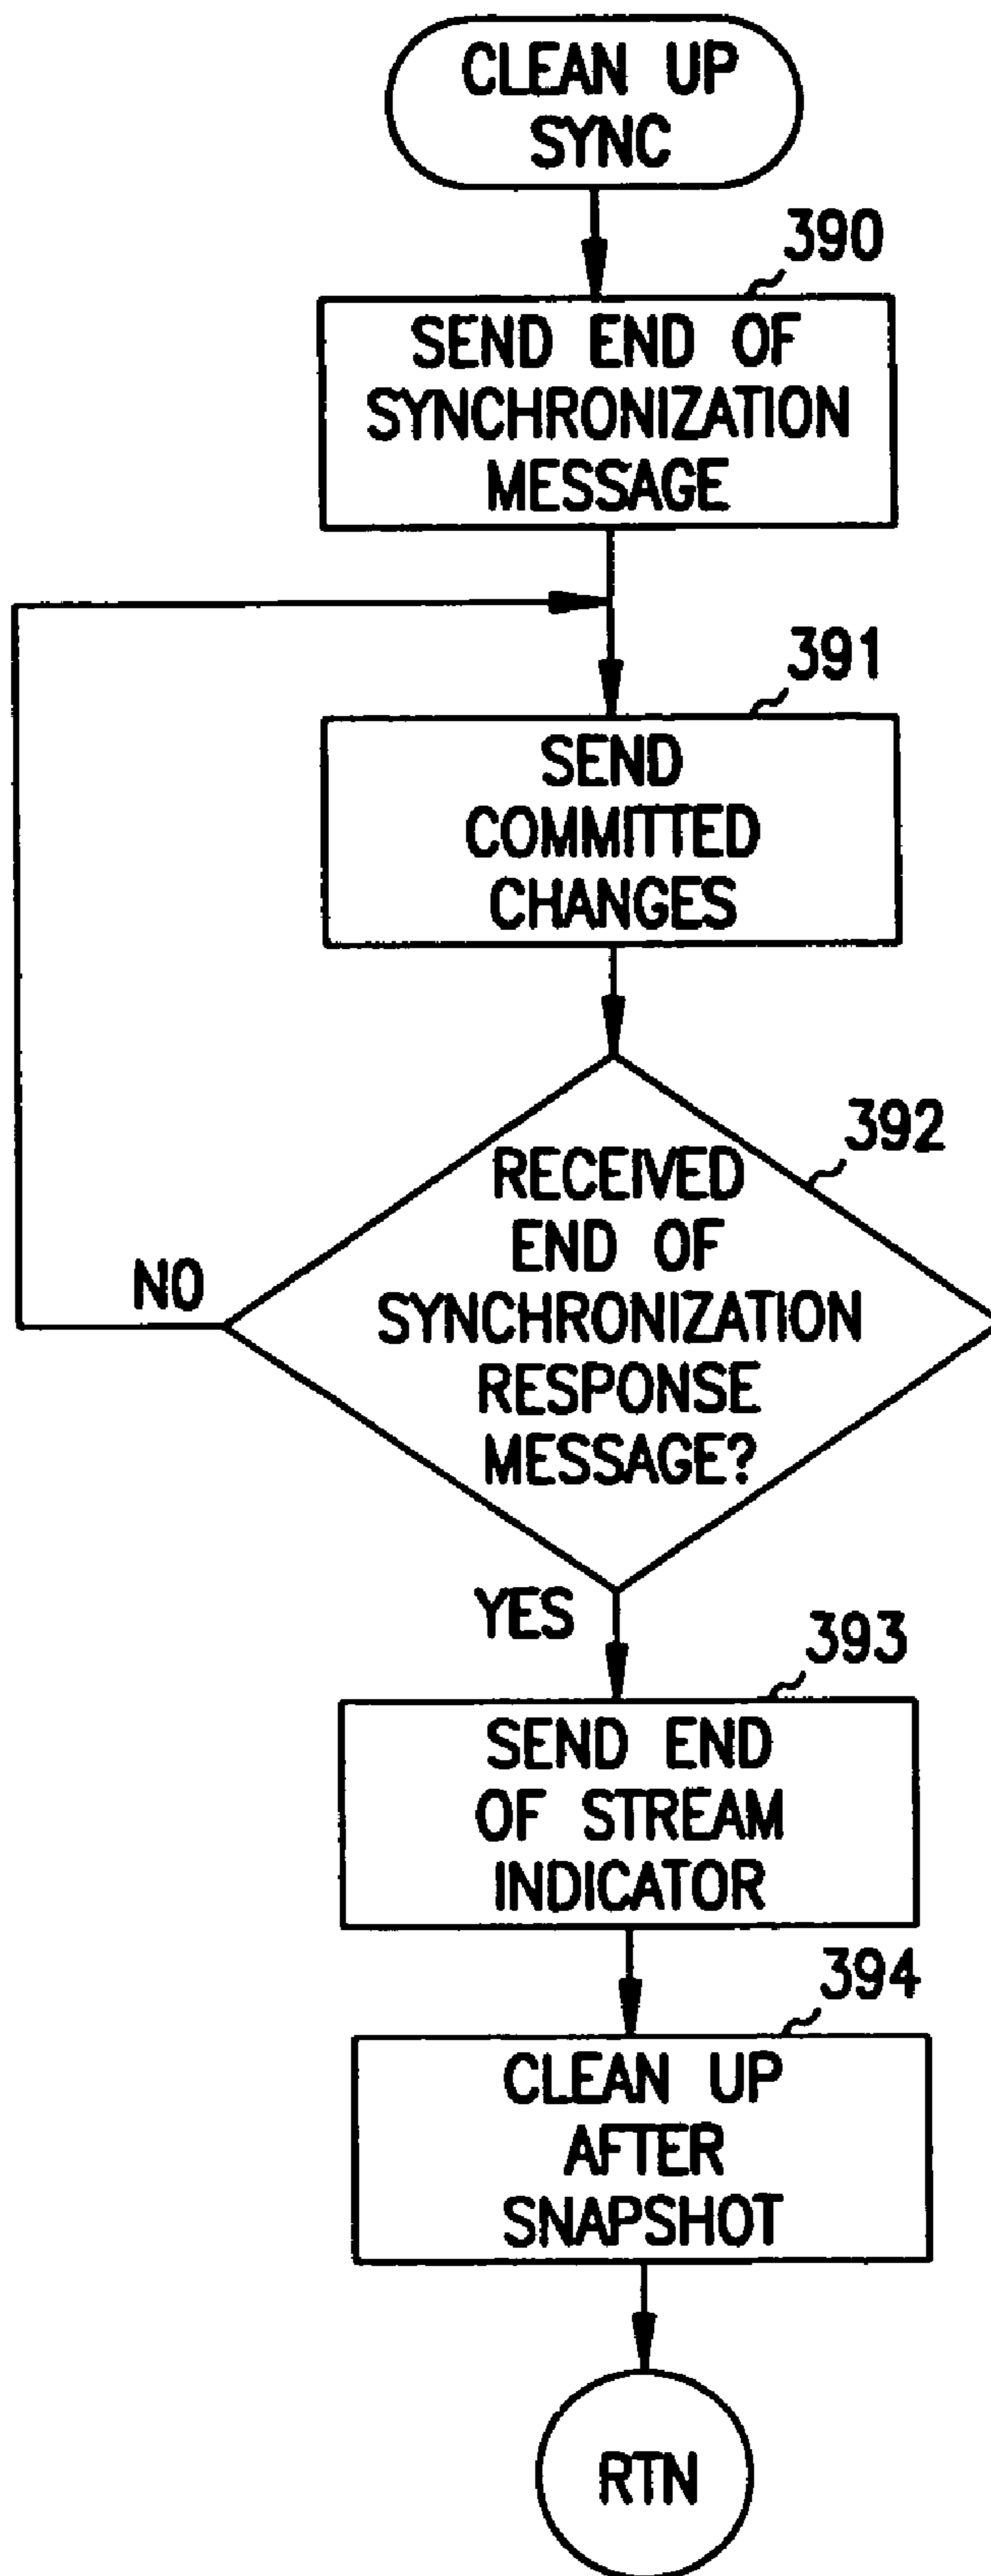 CLEAN UP
SYNC
390
SEND END OF
SYNCHRONIZATION
MESSAGE
391
SEND
COMMITTED
CHANGES
392
RECEIVED
END OF
SYNCHRONIZATION
RESPONSE
MESSAGE?
NO
YES
393
SEND END
OF STREAM
INDICATOR
394
CLEAN UP
AFTER
SNAPSHOT
RTN